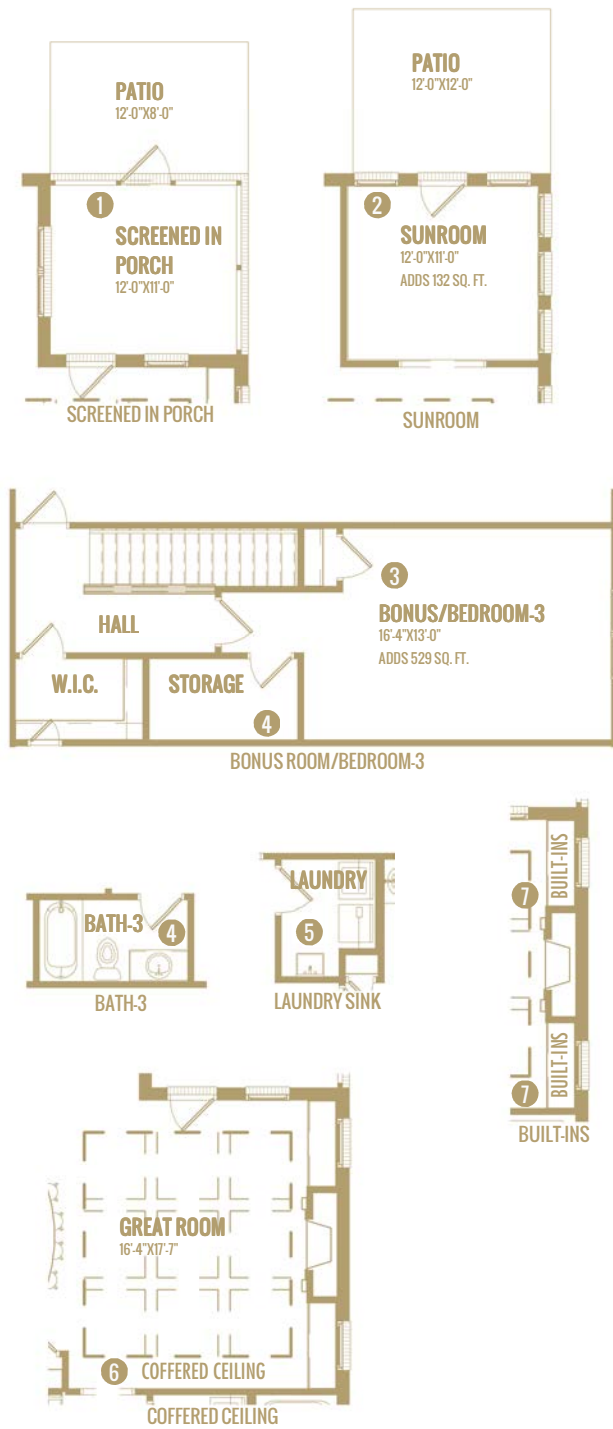 PATIO
12'-0"X8'-0"
1
SCREENED IN
PORCH
12'-0"X11'-0"
SCREENED IN PORCH
PATIO
12'-0"X12'-0"
2
SUNROOM
12'-0"X11'-0"
ADDS 132 SQ. FT.
SUNROOM
3
HALL
BONUS/BEDROOM-3
16'-4"X13'-0"
ADDS 529 SQ. FT.
W.I.C.
STORAGE
4
BONUS ROOM/BEDROOM-3
BATH-3
4
BATH-3
LAUNDRY
5
LAUNDRY SINK
BUILT-INS
7
BUILT-INS
7
BUILT-INS
GREAT ROOM
16'-4"X17'-7"
6
COFFERED CEILING
COFFERED CEILING